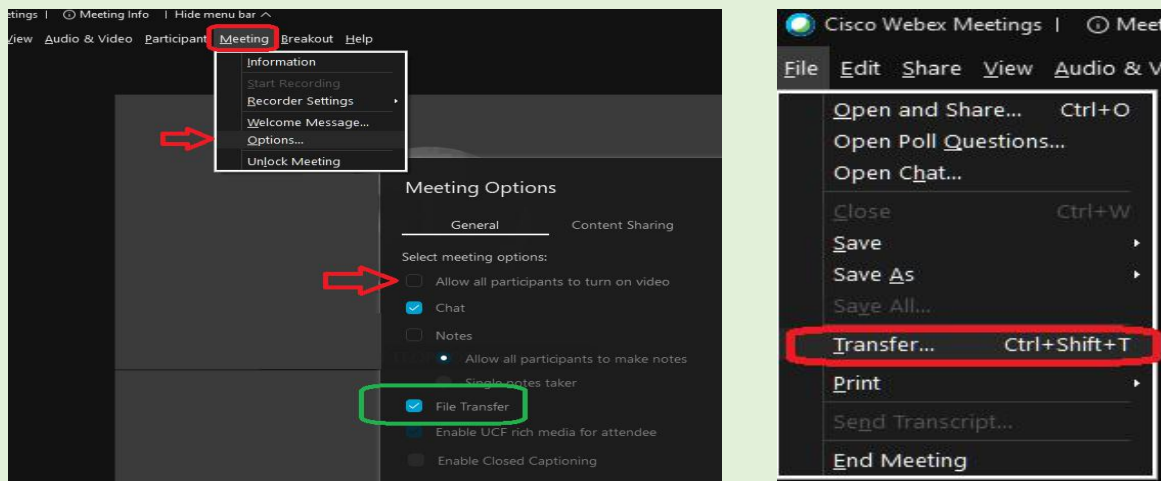 etings | Meeting Info | Hide menu bar
View Audio & Video Participant Meeting Breakout Help
Information
Start Recording
Recorder Settings
Welcome Message...
Options...
Unlock Meeting
Meeting Options
General Content Sharing
Select meeting options:
Allow all participants to turn on video
Chat
Notes
Allow all participants to make notes
Single notes taker
File Transfer
Enable UCF rich media for attendee
Enable Closed Captioning
Cisco Webex Meetings | Meet
File Edit Share View Audio & V
Open and Share... Ctrl+O
Open Poll Questions...
Open Chat...
Close Ctrl+W
Save
Save As
Save All...
Transfer... Ctrl+Shift+T
Print
Send Transcript...
End Meeting